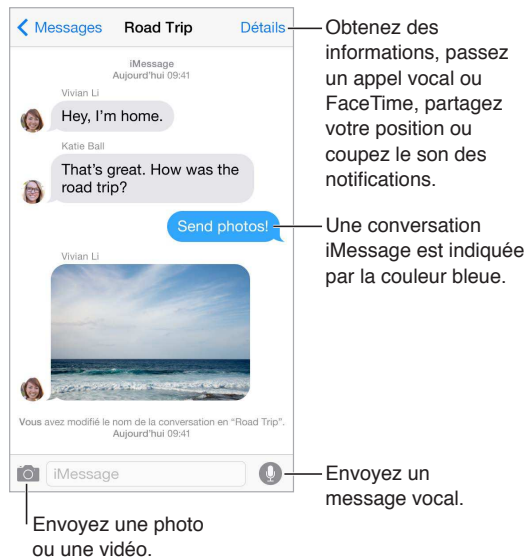 Messages Road Trip Détails
iMessage
Aujourd'hui 09:41
Vivian Li
Hey, I'm home.
Katie Ball
That's great. How was the
road trip?
Send photos!
Vivian Li
Vous avez modifié le nom de la conversation en “Road Trip”.
Aujourd'hui 09:41
iMessage
Obtenez des
informations, passez
un appel vocal ou
FaceTime, partagez
votre position ou
coupez le son des
notifications.
Une conversation
iMessage est indiquée
par la couleur bleue.
Envoyez un
message vocal.
Envoyez une photo
ou une vidéo.